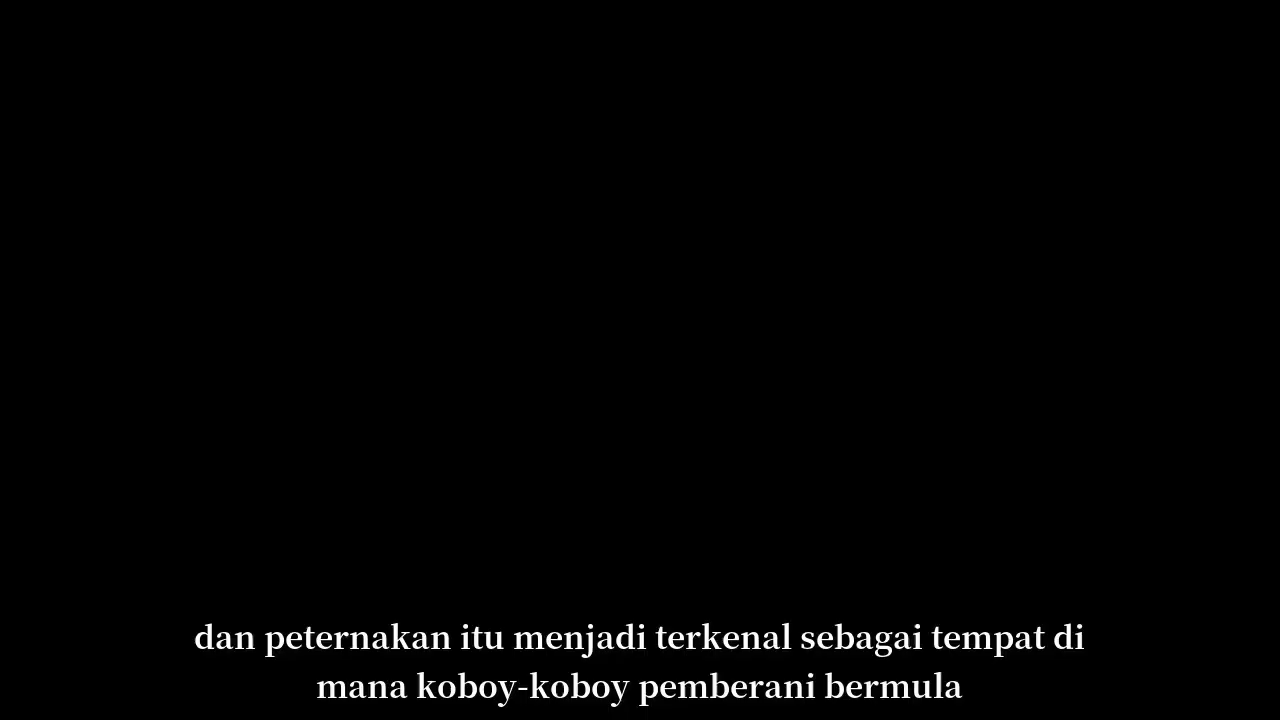 dan peternakan itu menjadi terkenal sebagai tempat di
mana koboy-koboy pemberani bermula